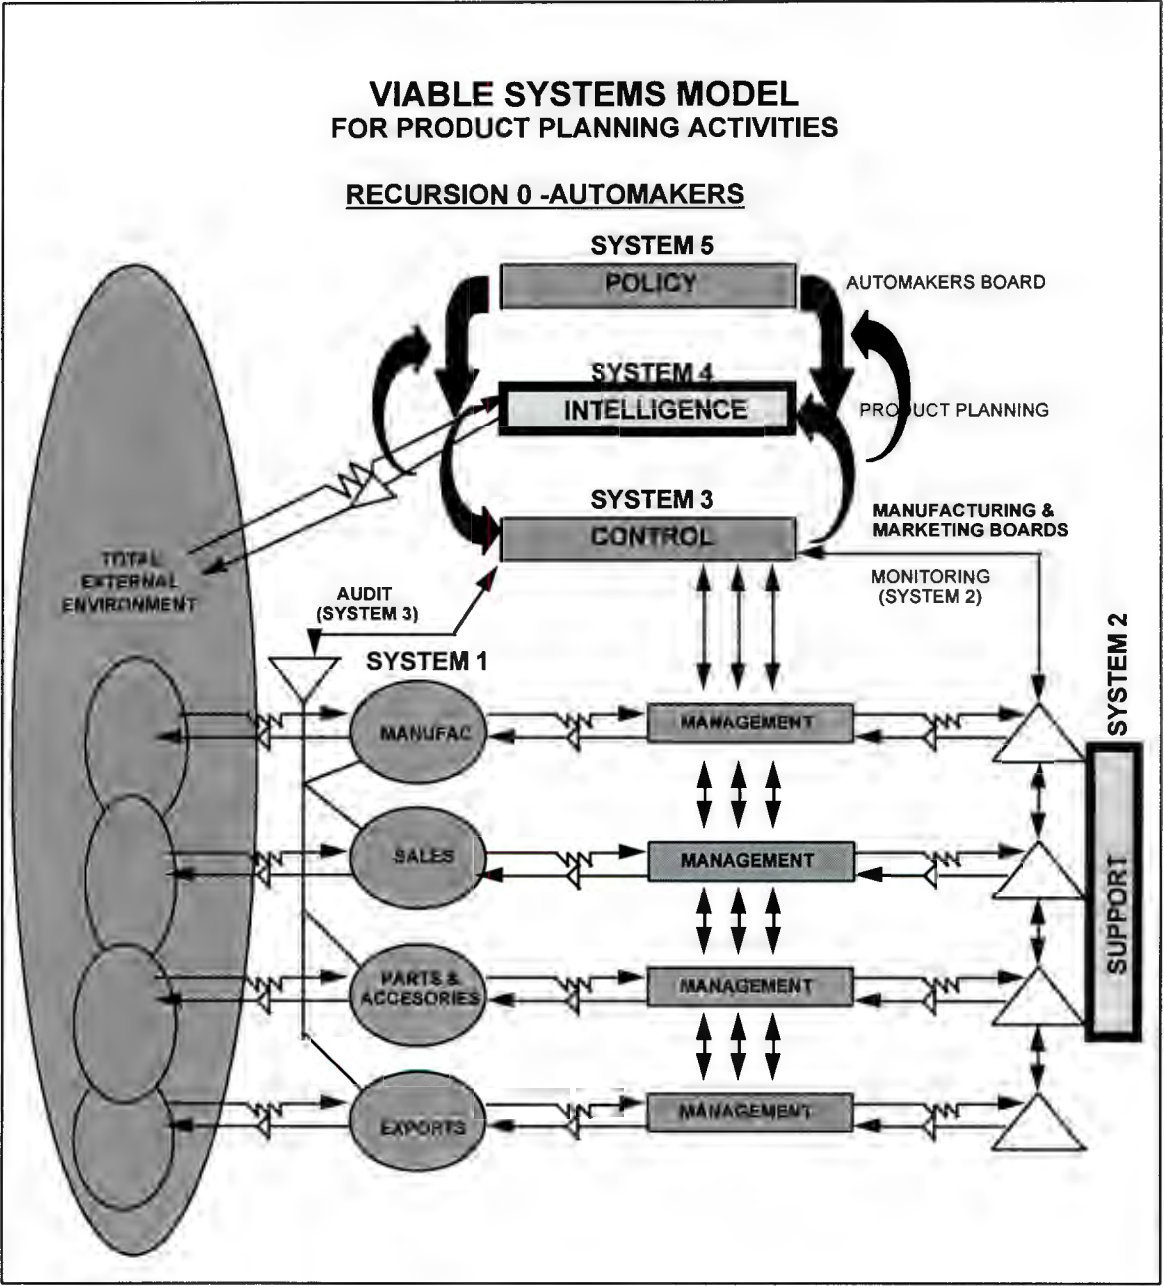 VIABLE SYSTEMS MODEL
FOR PRODUCT PLANNING ACTIVITIES
RECURSION 0 -AUTOMAKERS
SYSTEM 5
POLICY
AUTOMAKERS BOARD
SYSTEM 4
INTELLIGENCE
PRODUCT PLANNING
SYSTEM 3
CONTROL
MANUFACTURING &
MARKETING BOARDS
MONITORING
(SYSTEM 2)
TOTAL
EXTERNAL
ENVIRONMENT
AUDIT
(SYSTEM 3)
SYSTEM 1
SYSTEM 2
SUPPORT
MANUFAC
MANAGEMENT
SALES
MANAGEMENT
PARTS &
ACCESORIES
MANAGEMENT
EXPORTS
MANAGEMENT